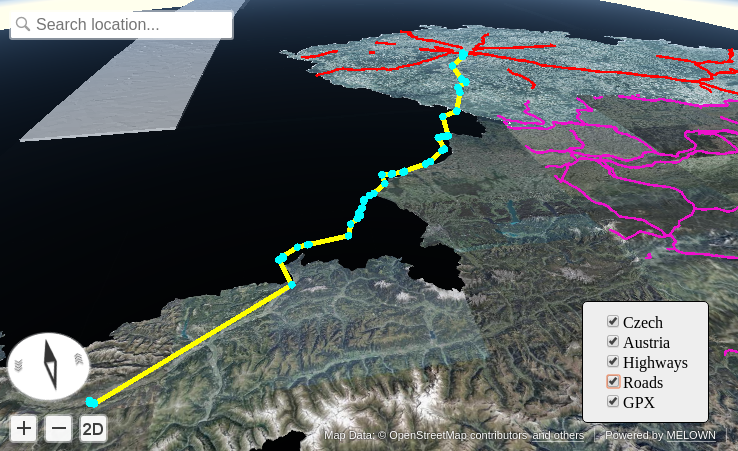 Search location...
Czech
Austria
Highways
Roads
GPX
2D
Map Data: © OpenStreetMap contributors and others | Powered by MELOWN |